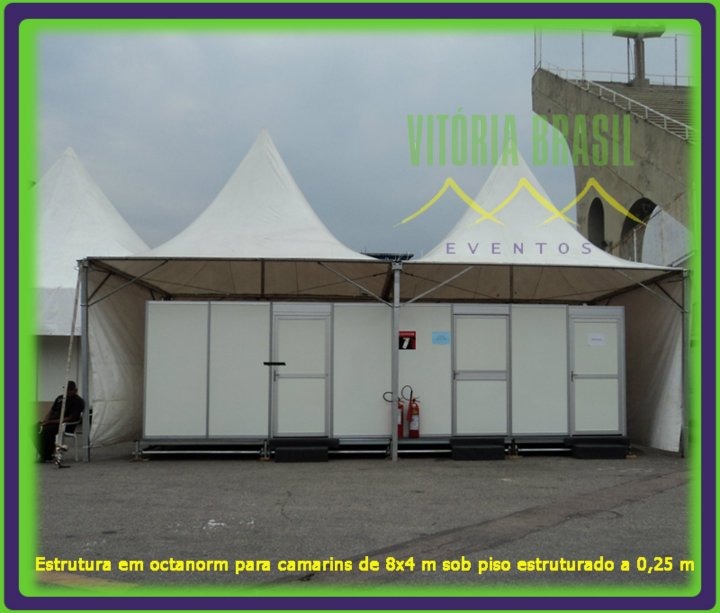 VITÓRIA BRASIL
EVENTOS
Estrutura em octanorm para camarins de 8x4 m sob piso estruturado a 0,25 m